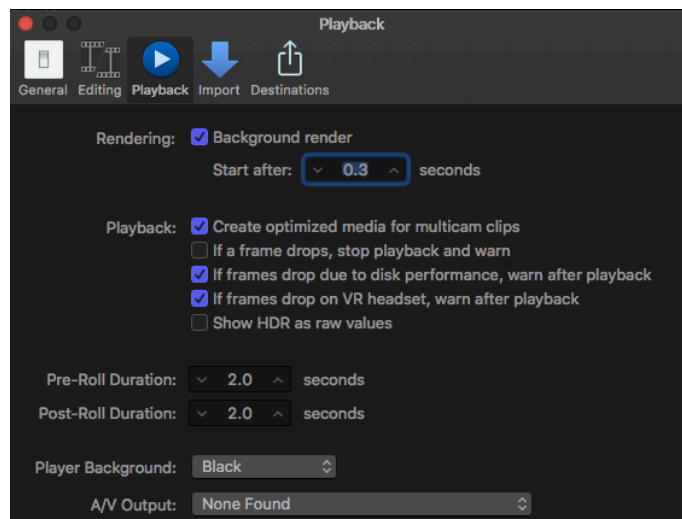 Playback
General Editing Playback Import Destinations
Rendering: Background render
Start after: 0.3 seconds
Playback: Create optimized media for multicam clips
If a frame drops, stop playback and warn
If frames drop due to disk performance, warn after playback
If frames drop on VR headset, warn after playback
Show HDR as raw values
Pre-Roll Duration: 2.0 seconds
Post-Roll Duration: 2.0 seconds
Player Background: Black
A/V Output: None Found